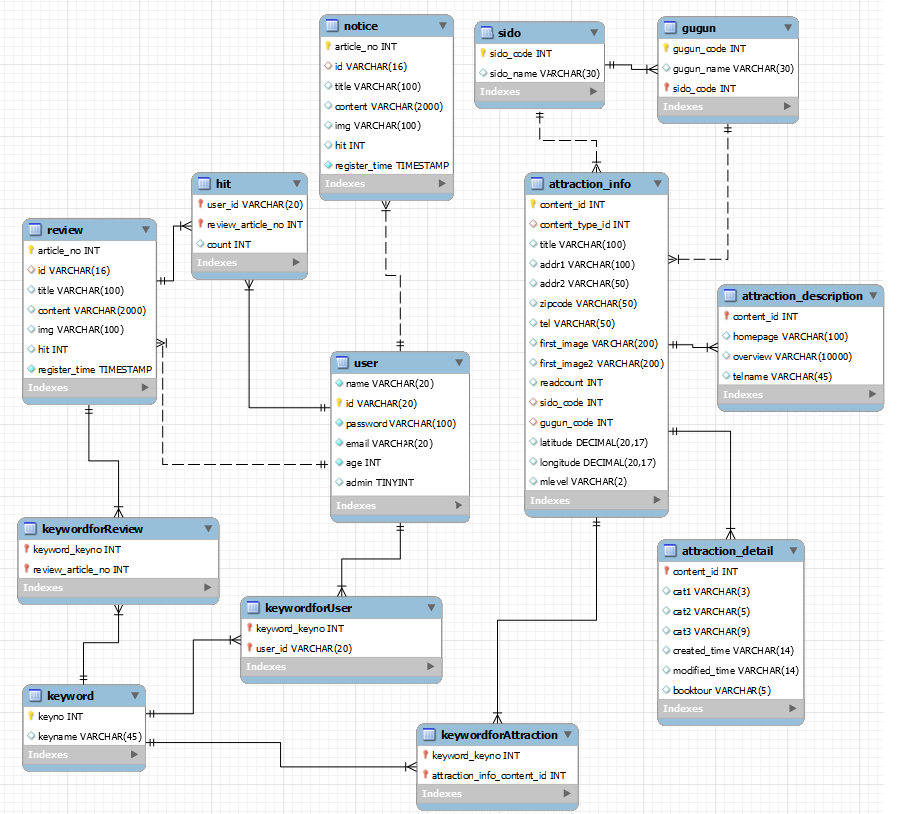 notice
article_no INT
id VARCHAR(16)
title VARCHAR(100)
content VARCHAR(2000)
img VARCHAR(100)
hit INT
register_time TIMESTAMP
Indexes
sido
sido_code INT
sido_name VARCHAR(30)
Indexes
gugun
gugun_code INT
gugun_name VARCHAR(30)
sido_code INT
Indexes
hit
user_id VARCHAR(20)
review_article_no INT
count INT
Indexes
attraction_info
content_id INT
content_type_id INT
title VARCHAR(100)
addr1 VARCHAR(100)
addr2 VARCHAR(50)
zipcode VARCHAR(50)
tel VARCHAR(50)
first_image VARCHAR(200)
first_image2 VARCHAR(200)
readcount INT
sido_code INT
gugun_code INT
latitude DECIMAL(20,17)
longitude DECIMAL(20,17)
mlevel VARCHAR(2)
Indexes
review
article_no INT
id VARCHAR(16)
title VARCHAR(100)
content VARCHAR(2000)
img VARCHAR(100)
hit INT
register_time TIMESTAMP
Indexes
attraction_description
content_id INT
homepage VARCHAR(100)
overview VARCHAR(10000)
telname VARCHAR(45)
Indexes
user
name VARCHAR(20)
id VARCHAR(20)
password VARCHAR(100)
email VARCHAR(20)
age INT
admin TINYINT
Indexes
keywordforReview
keyword_keyno INT
review_article_no INT
Indexes
attraction_detail
content_id INT
cat1 VARCHAR(3)
cat2 VARCHAR(5)
cat3 VARCHAR(9)
created_time VARCHAR(14)
modified_time VARCHAR(14)
booktour VARCHAR(5)
Indexes
keywordforUser
keyword_keyno INT
user_id VARCHAR(20)
Indexes
keyword
keyno INT
keyname VARCHAR(45)
Indexes
keywordforAttraction
keyword_keyno INT
attraction_info_content_id INT
Indexes